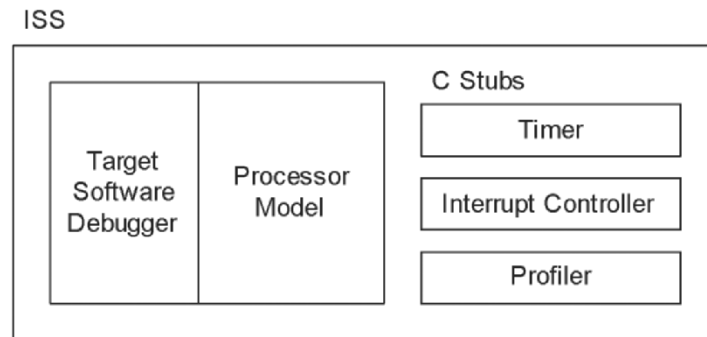 ISS
Target
Software
Debugger
Processor
Model
C Stubs
Timer
Interrupt Controller
Profiler